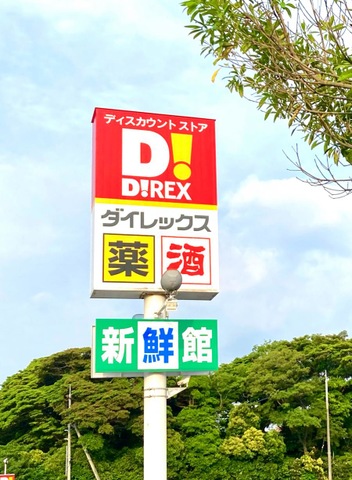 ディスカウント ストア
D!
D!REX
ダイレックス
薬 酒
新鮮館